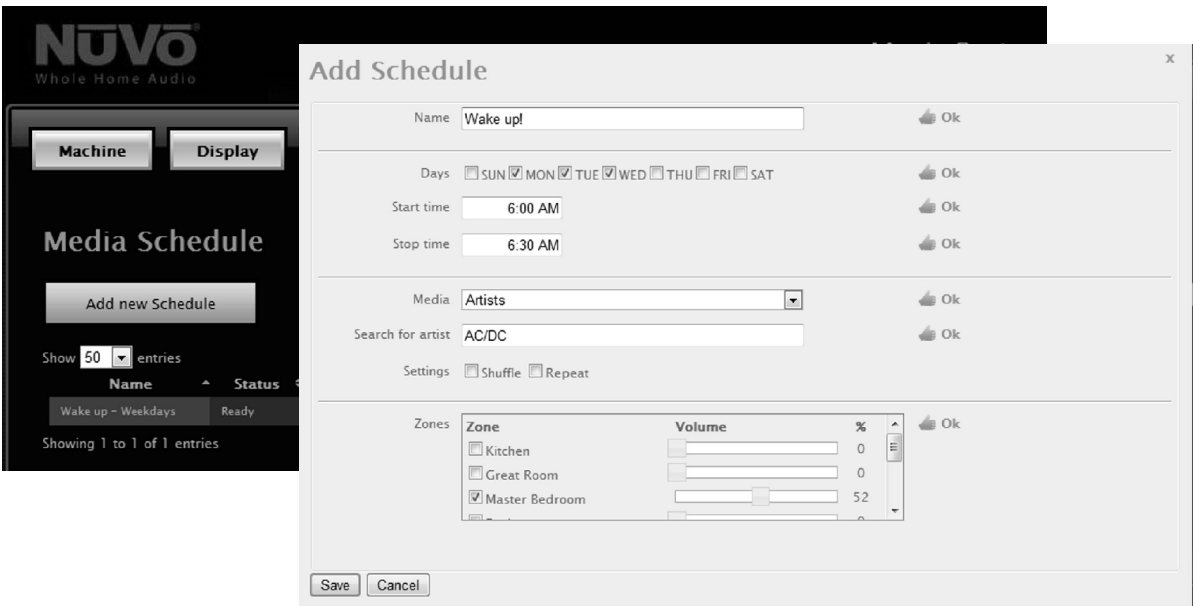 NŪVŌ®
Whole Home Audio
Machine
Display
Media Schedule
Add new Schedule
Show 50 entries
Name Status
Wake up - Weekdays Ready
Showing 1 to 1 of 1 entries
Add Schedule x
Name Wake up! Ok
Days SUN MON TUE WED THU FRI SAT Ok
Start time 6:00 AM Ok
Stop time 6:30 AM Ok
Media Artists Ok
Search for artist AC/DC Ok
Settings Shuffle Repeat
Zones Zone Volume % Ok
Kitchen 0
Great Room 0
Master Bedroom 52
Save Cancel